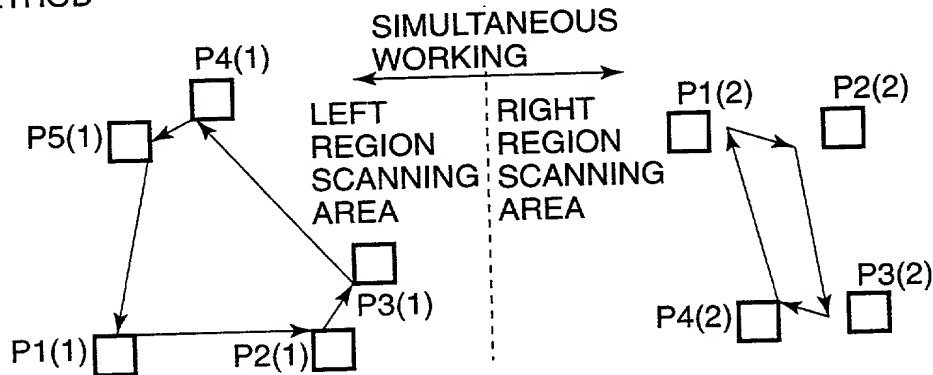 SIMULTANEOUS
WORKING
P4(1)
P5(1)
LEFT
REGION
SCANNING
AREA
RIGHT
REGION
SCANNING
AREA
P1(2)
P2(2)
P3(1)
P1(1)
P2(1)
P3(2)
P4(2)